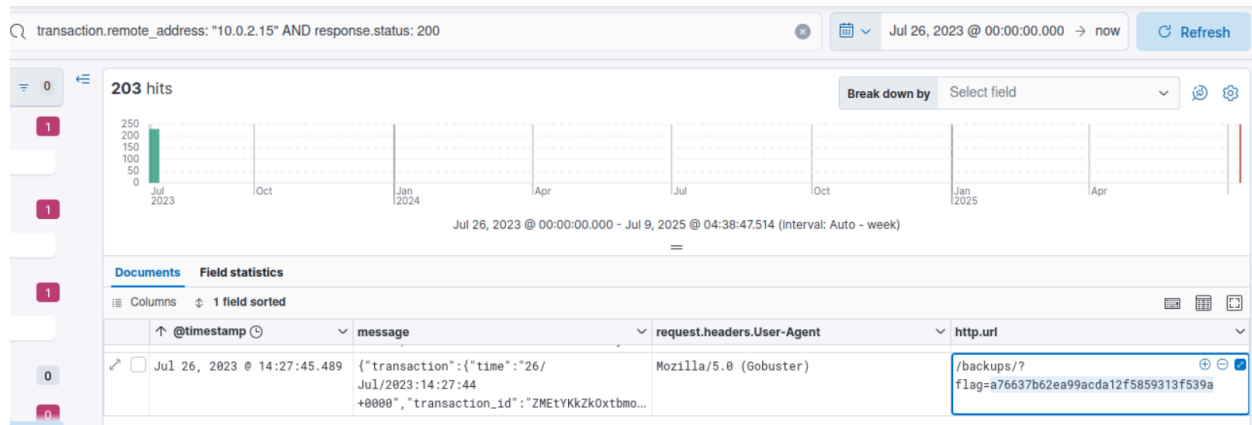 transaction.remote_address: "10.0.2.15" AND response.status: 200
Jul 26, 2023 @ 00:00:00.000 → now
Refresh
0
203 hits
Break down by
Select field
1
250
200
150
100
50
0
Jul
2023
Oct
Jan
2024
Apr
Jul
Oct
Jan
2025
Apr
1
Jul 26, 2023 @ 00:00:00.000 - Jul 9, 2025 @ 04:38:47.514 (interval: Auto - week)
Documents
Field statistics
1
Columns
1 field sorted
@timestamp
message
request.headers.User-Agent
http.url
0
Jul 26, 2023 @ 14:27:45.489
{"transaction":{"time":"26/
Jul/2023:14:27:44
+0000","transaction_id":"ZMEtYKkZkOxtbmo...
Mozilla/5.0 (Gobuster)
/backups/?
flag=a76637b62ea99acda12f5859313f539a
0